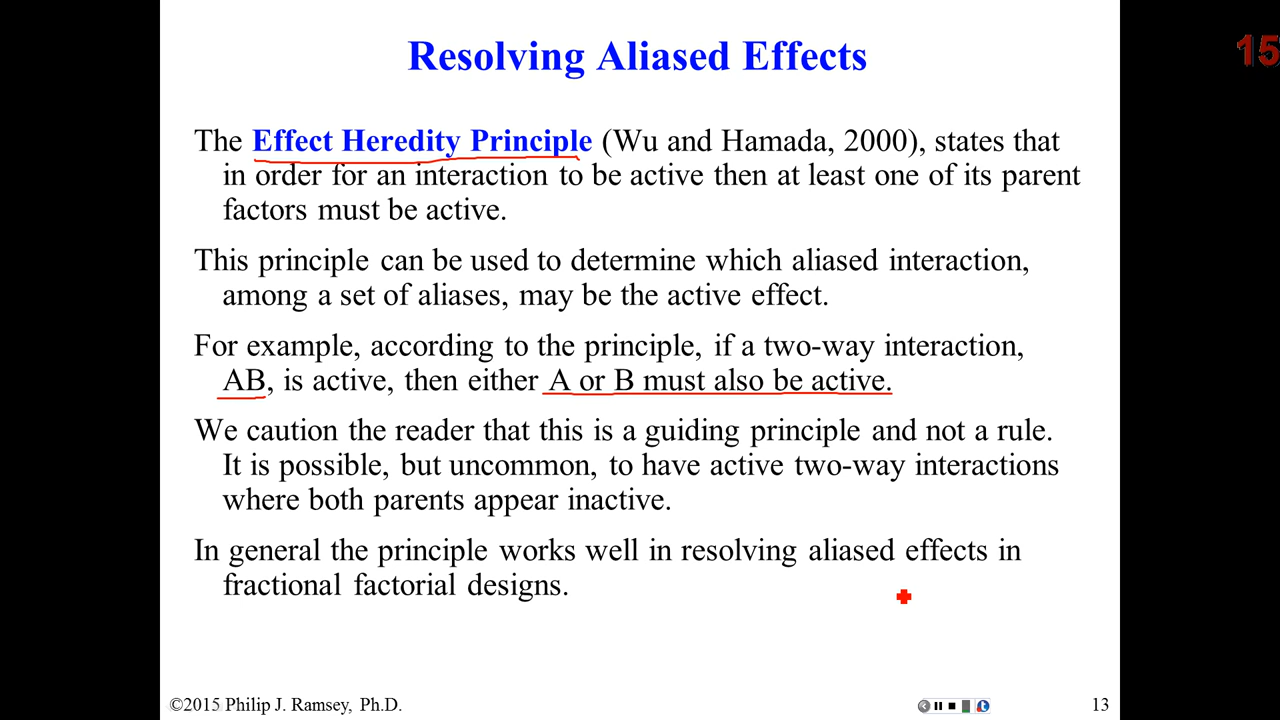 Resolving Aliased Effects
15
The Effect Heredity Principle (Wu and Hamada, 2000), states that
in order for an interaction to be active then at least one of its parent
factors must be active.
This principle can be used to determine which aliased interaction,
among a set of aliases, may be the active effect.
For example, according to the principle, if a two-way interaction,
AB, is active, then either A or B must also be active.
We caution the reader that this is a guiding principle and not a rule.
It is possible, but uncommon, to have active two-way interactions
where both parents appear inactive.
In general the principle works well in resolving aliased effects in
fractional factorial designs.
©2015 Philip J. Ramsey, Ph.D.
13